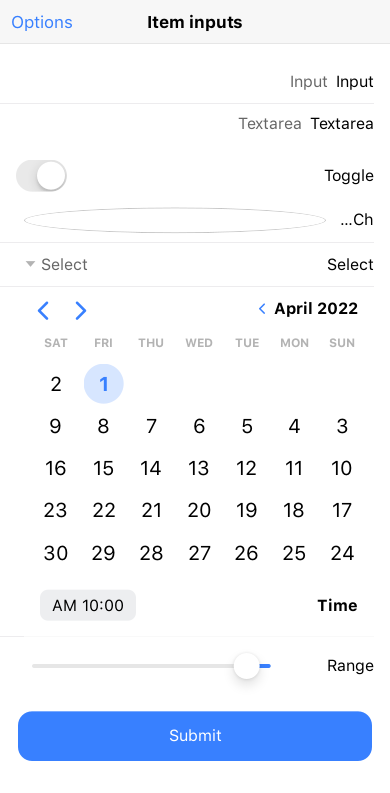 Options Item inputs
Input Input
Textarea Textarea
Toggle
...Ch
Select Select
April 2022
SAT FRI THU WED TUE MON SUN
2 1
9 8 7 6 5 4 3
16 15 14 13 12 11 10
23 22 21 20 19 18 17
30 29 28 27 26 25 24
AM 10:00 Time
Range
Submit